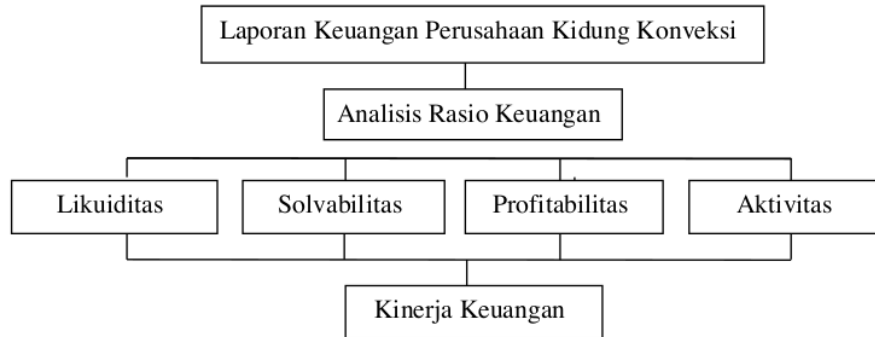 Laporan Keuangan Perusahaan Kidung Konveksi
Analisis Rasio Keuangan
Likuiditas
Solvabilitas
Profitabilitas
Aktivitas
Kinerja Keuangan